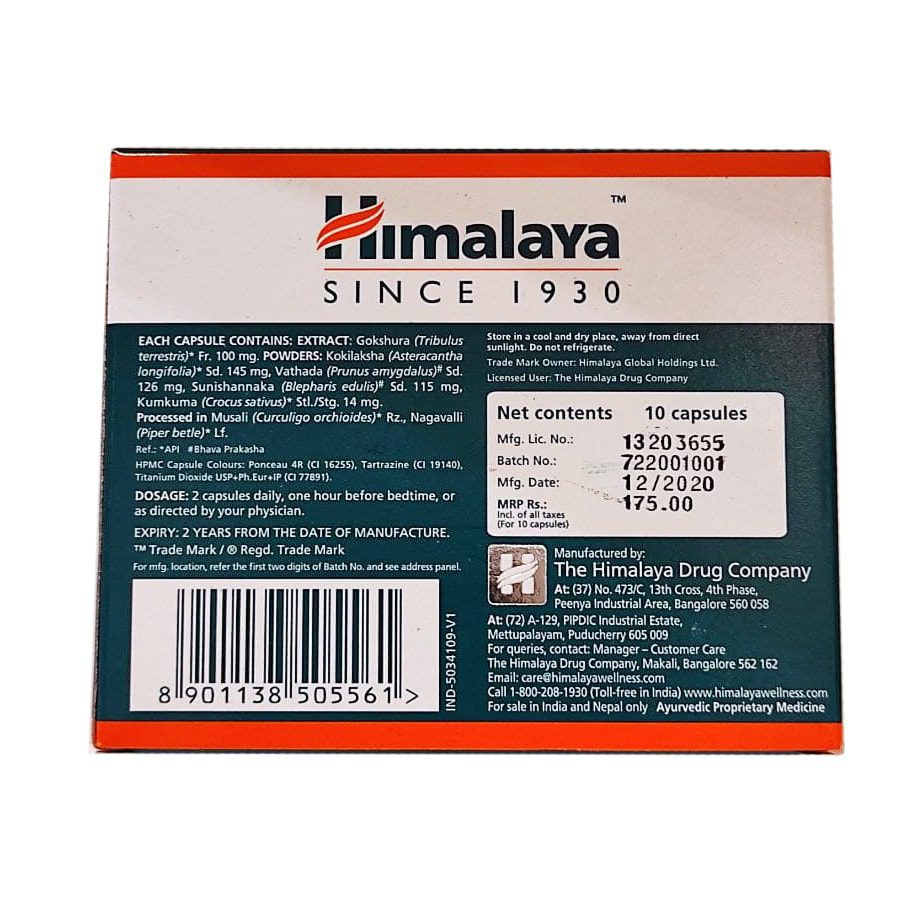 Himalaya™
SINCE 1930
EACH CAPSULE CONTAINS: EXTRACT: Gokshura (Tribulus
terrestris)* Fr. 100 mg. POWDERS: Kokilaksha (Asteracantha
longifolia)* Sd. 145 mg, Vathada (Prunus amygdalus)# Sd.
126 mg, Sunishannaka (Blepharis edulis)# Sd. 115 mg,
Kumkuma (Crocus sativus)* Stl./Stg. 14 mg.
Processed in Musali (Curculigo orchioides)* Rz., Nagavalli
(Piper betle)* Lf.
Ref.: *API #Bhava Prakasha
HPMC Capsule Colours: Ponceau 4R (CI 16255), Tartrazine (CI 19140),
Titanium Dioxide USP+Ph.Eur+IP (CI 77891).
DOSAGE: 2 capsules daily, one hour before bedtime, or
as directed by your physician.
EXPIRY: 2 YEARS FROM THE DATE OF MANUFACTURE.
™ Trade Mark / ® Regd. Trade Mark
For mfg. location, refer the first two digits of Batch No. and see address panel.
8 901138 505561 >
IND-5034109-V1
Store in a cool and dry place, away from direct
sunlight. Do not refrigerate.
Trade Mark Owner: Himalaya Global Holdings Ltd.
Licensed User: The Himalaya Drug Company
Net contents 10 capsules
Mfg. Lic. No.: 13203655
Batch No.: 722001001
Mfg. Date: 12/2020
MRP Rs.: 175.00
Incl. of all taxes
(For 10 capsules)
Manufactured by:
The Himalaya Drug Company
At: (37) No. 473/C, 13th Cross, 4th Phase,
Peenya Industrial Area, Bangalore 560 058
At: (72) A-129, PIPDIC Industrial Estate,
Mettupalayam, Puducherry 605 009
For queries, contact: Manager – Customer Care
The Himalaya Drug Company, Makali, Bangalore 562 162
Email: care@himalayawellness.com
Call 1-800-208-1930 (Toll-free in India) www.himalayawellness.com
For sale in India and Nepal only Ayurvedic Proprietary Medicine